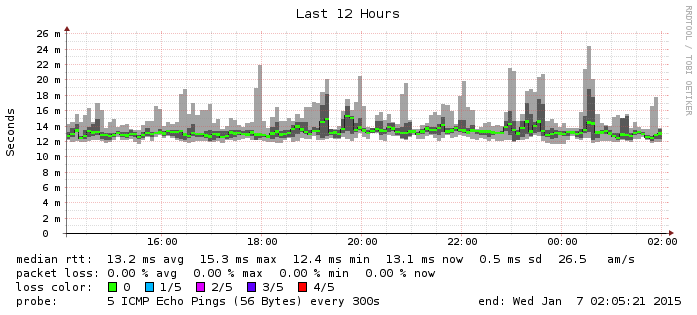 Last 12 Hours
RRDTOOL / TOBI OETIKER
Seconds
26 m
24 m
22 m
20 m
18 m
16 m
14 m
12 m
10 m
8 m
6 m
4 m
2 m
0
16:00 18:00 20:00 22:00 00:00 02:00
median rtt: 13.2 ms avg 15.3 ms max 12.4 ms min 13.1 ms now 0.5 ms sd 26.5 am/s
packet loss: 0.00 % avg 0.00 % max 0.00 % min 0.00 % now
loss color: 0 1/5 2/5 3/5 4/5
probe: 5 ICMP Echo Pings (56 Bytes) every 300s end: Wed Jan 7 02:05:21 2015